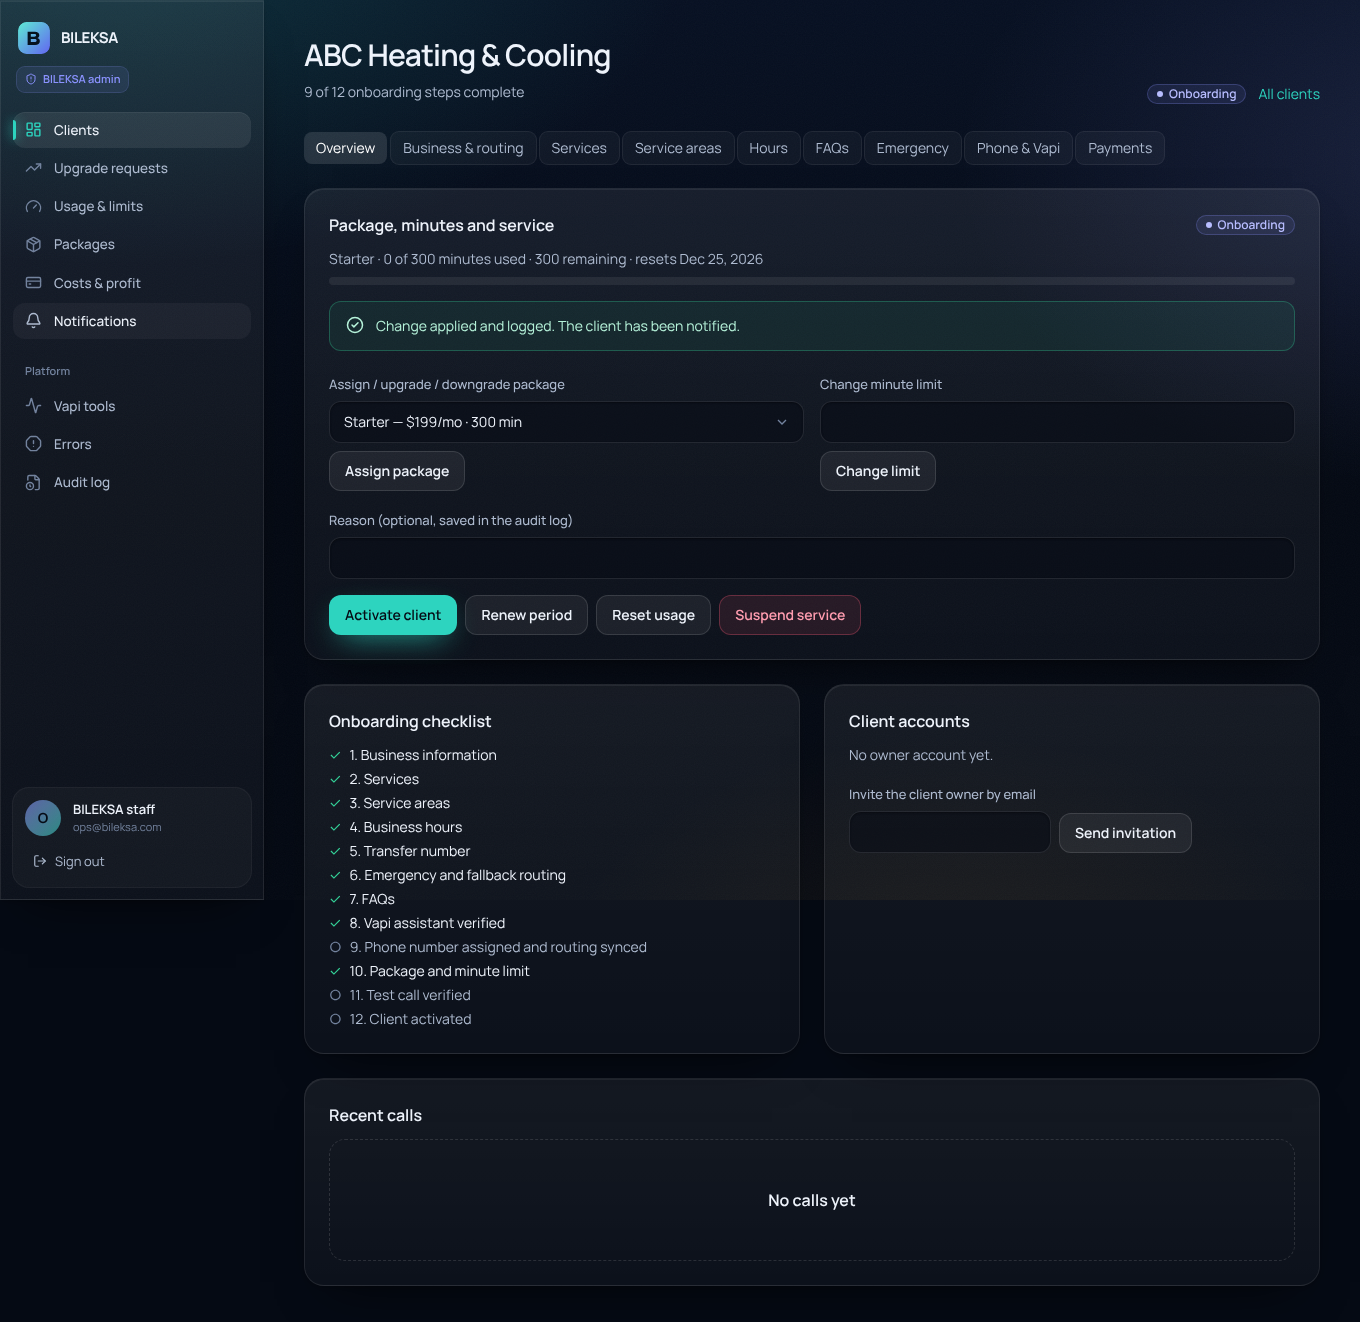 B BILEKSA
BILEKSA admin
Clients
Upgrade requests
Usage & limits
Packages
Costs & profit
Notifications
Platform
Vapi tools
Errors
Audit log
O
BILEKSA staff
ops@bileksa.com
Sign out
ABC Heating & Cooling
9 of 12 onboarding steps complete
Onboarding All clients
Overview Business & routing Services Service areas Hours FAQs Emergency Phone & Vapi Payments
Package, minutes and service Onboarding
Starter · 0 of 300 minutes used · 300 remaining · resets Dec 25, 2026
Change applied and logged. The client has been notified.
Assign / upgrade / downgrade package
Starter — $199/mo · 300 min
Assign package
Change minute limit
Change limit
Reason (optional, saved in the audit log)
Activate client Renew period Reset usage Suspend service
Onboarding checklist
1. Business information
2. Services
3. Service areas
4. Business hours
5. Transfer number
6. Emergency and fallback routing
7. FAQs
8. Vapi assistant verified
9. Phone number assigned and routing synced
10. Package and minute limit
11. Test call verified
12. Client activated
Client accounts
No owner account yet.
Invite the client owner by email
Send invitation
Recent calls
No calls yet